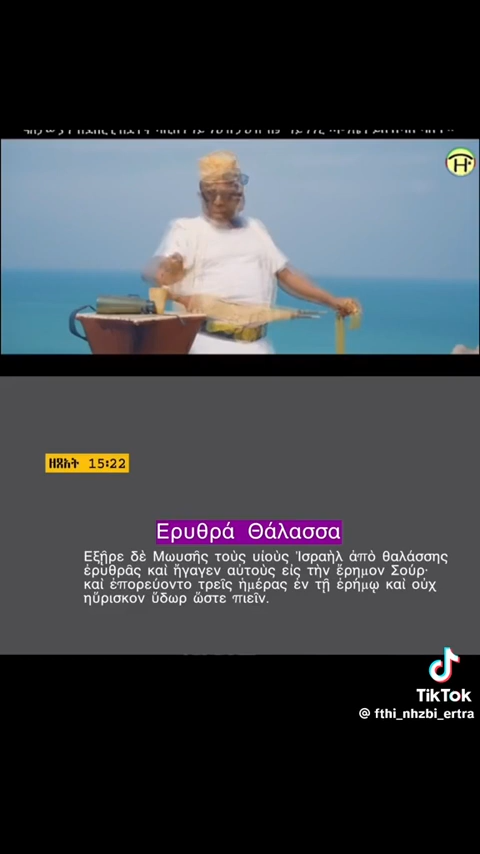 ዘጸአት 15:22
Ερυθρά Θάλασσα
Εξῇρε δὲ Μωυσῆς τοὺς υἱοὺς Ἰσραὴλ ἀπὸ θαλάσσης
ἐρυθρᾶς καὶ ἤγαγεν αὐτοὺς εἰς τὴν ἔρημον Σούρ·
καὶ ἐπορεύοντο τρεῖς ἡμέρας ἐν τῇ ἐρήμῳ καὶ οὐχ
ηὕρισκον ὕδωρ ὥστε πιεῖν.
TikTok
@ fthi_nhzbi_ertra